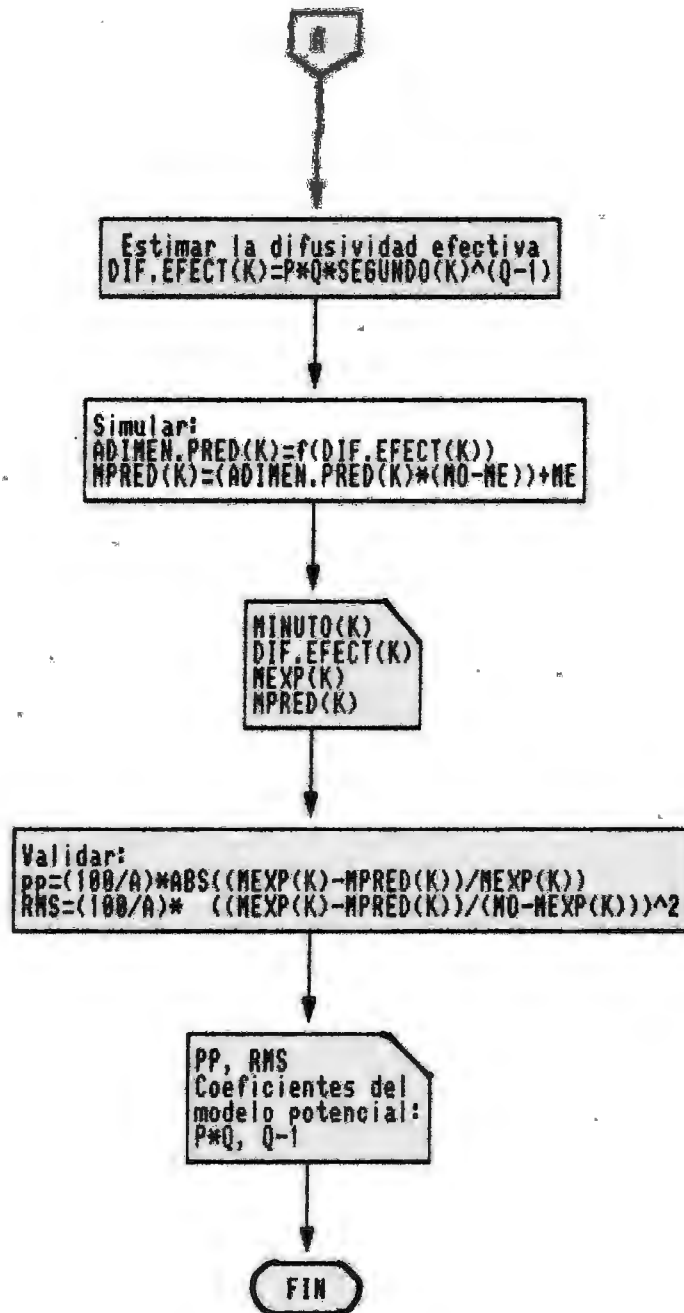 Estimar la difusividad efectiva
DIF.EFECT(K)=P*Q*SEGUNDO(K)^(Q-1)
Simular:
ADIMEN.PRED(K)=f(DIF.EFECT(K))
MPRED(K)=(ADIMEN.PRED(K)*(MO-ME))+ME
MINUTO(K)
DIF.EFECT(K)
MEXP(K)
MPRED(K)
Validar:
pp=(100/A)*ABS((MEXP(K)-MPRED(K))/MEXP(K))
RMS=(100/A)* ((MEXP(K)-MPRED(K))/(MO-MEXP(K)))^2
PP, RMS
Coeficientes del
modelo potencial:
P*Q, Q-1
FIN